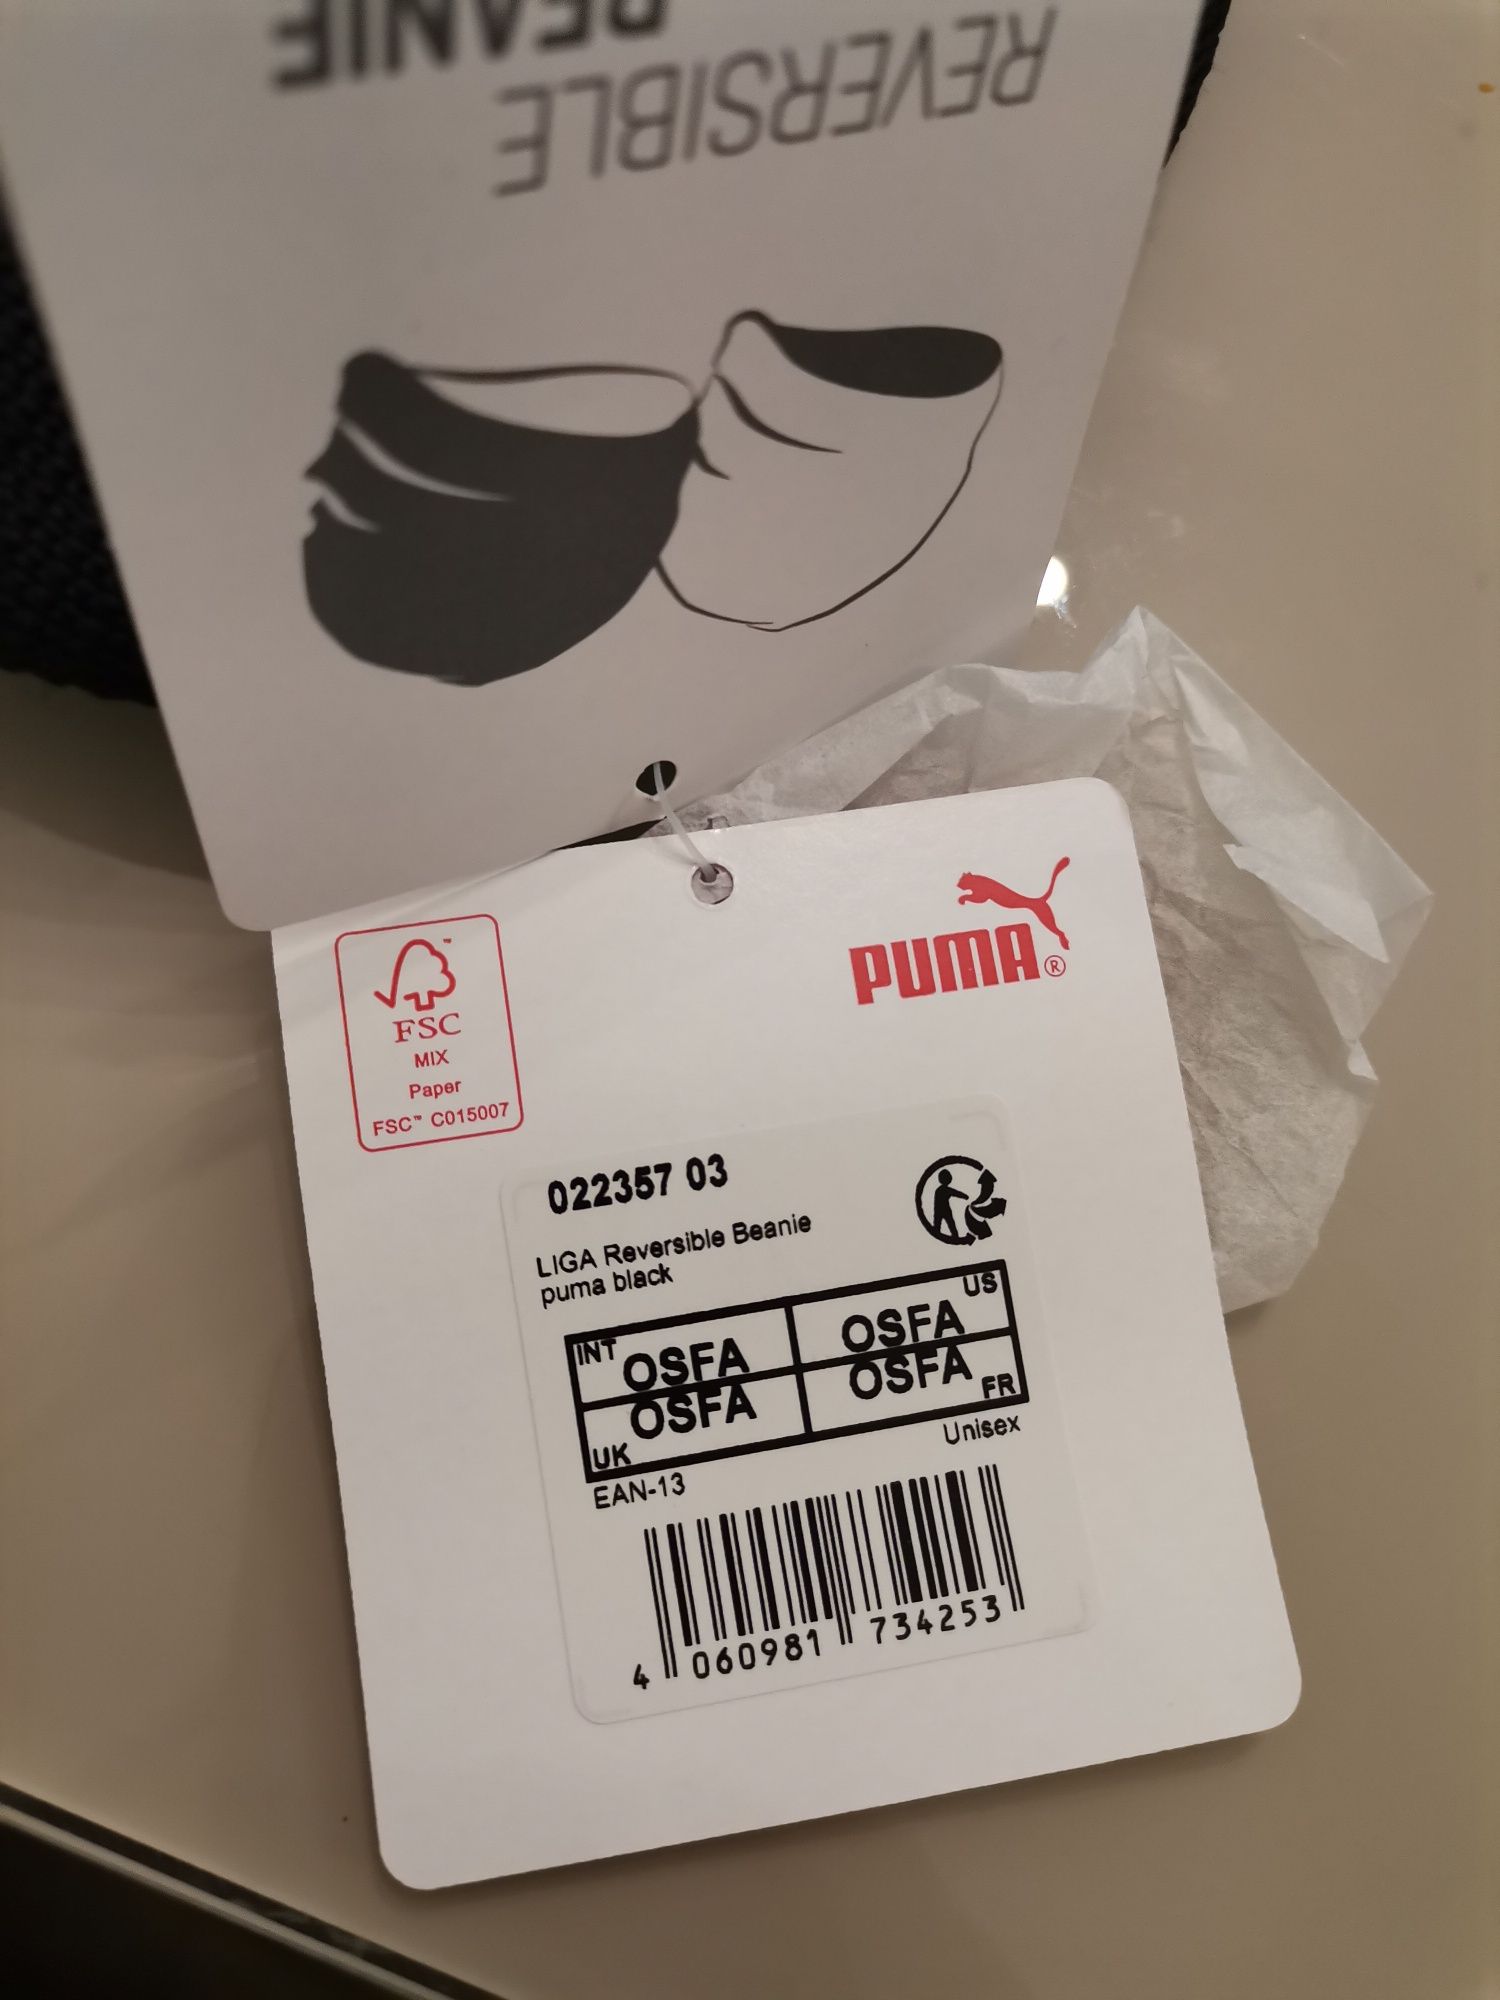 REVERSIBLE
BEANIE
PUMA®
FSC
MIX
Paper
FSC™ C015007
022357 03
LIGA Reversible Beanie
puma black
INT OSFA
OSFA US
UK OSFA
OSFA FR
Unisex
EAN-13
4 060981 734253